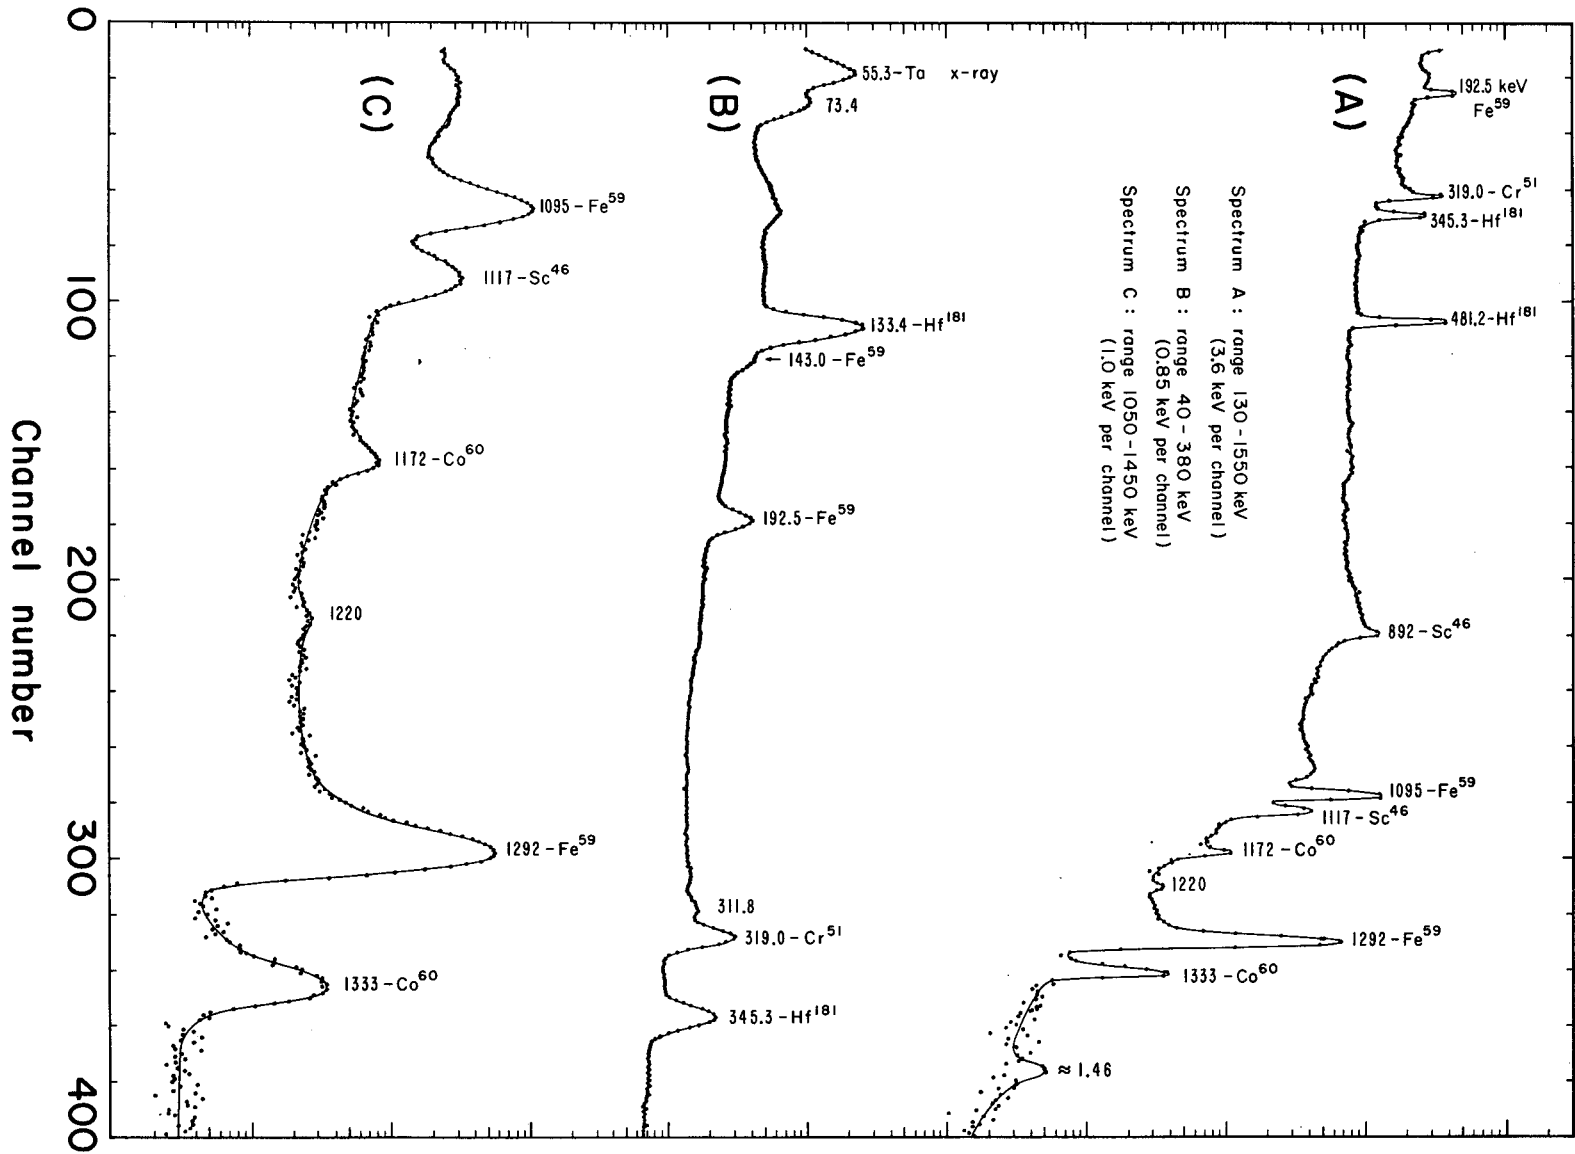 0
100
200
300
400
Channel number
(A)
192.5 keV
Fe59
319.0-Cr51
345.3-Hf181
481.2-Hf181
892-Sc46
1095-Fe59
1117-Sc46
1172-Co60
1220
1292-Fe59
1333-Co60
≈1.46
Spectrum A : range 130-1550 keV
(3.6 keV per channel)
Spectrum B : range 40-380 keV
(0.85 keV per channel)
Spectrum C : range 1050-1450 keV
(1.0 keV per channel)
(B)
55.3-Ta x-ray
73.4
133.4-Hf181
←143.0-Fe59
192.5-Fe59
311.8
319.0-Cr51
345.3-Hf181
(C)
1095-Fe59
1117-Sc46
1172-Co60
1220
1292-Fe59
1333-Co60